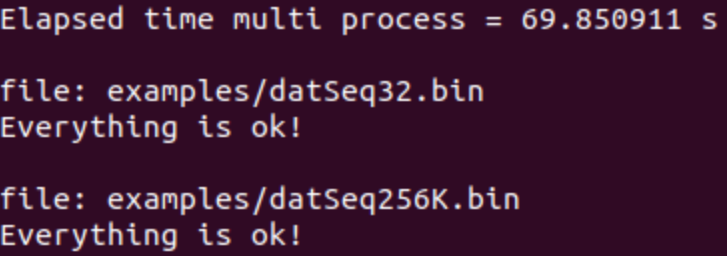 Elapsed time multi process = 69.850911 s
file: examples/datSeq32.bin
Everything is ok!
file: examples/datSeq256K.bin
Everything is ok!